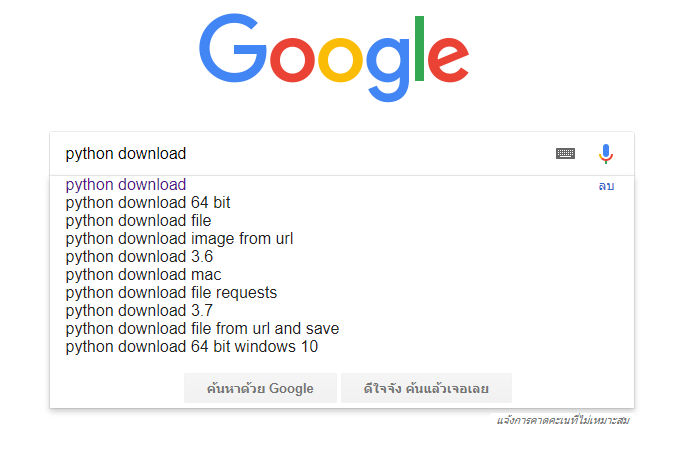 Google
python download
python download ลบ
python download 64 bit
python download file
python download image from url
python download 3.6
python download mac
python download file requests
python download 3.7
python download file from url and save
python download 64 bit windows 10
ค้นหาด้วย Google ดีใจจัง ค้นแล้วเจอเลย
แจ้งการคาดคะเนที่ไม่เหมาะสม